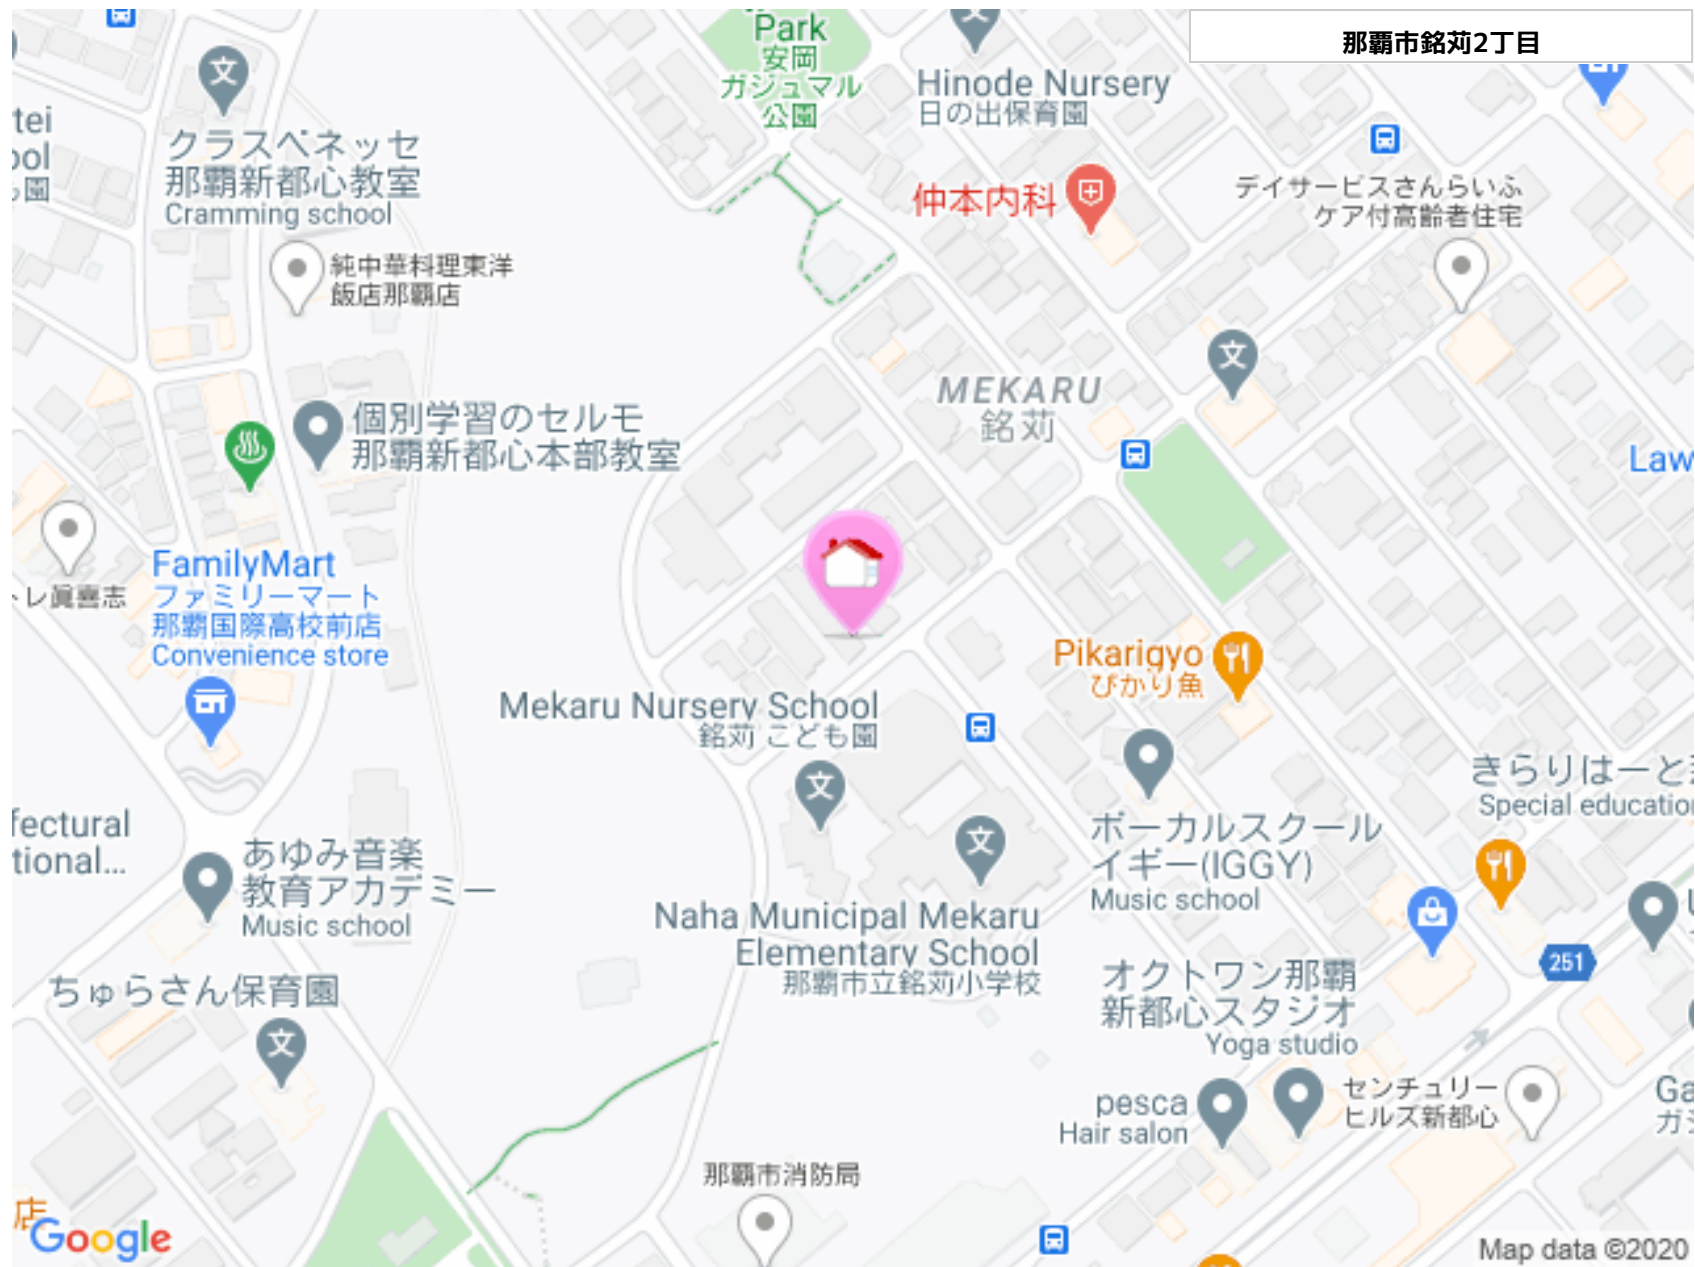 那覇市銘苅2丁目
Park
安岡
ガジュマル
公園
Hinode Nursery
日の出保育園
クラスベネッセ
那覇新都心教室
Cramming school
仲本内科
デイサービスさんらいふ
ケア付高齢者住宅
純中華料理東洋
飯店那覇店
MEKARU
銘苅
個別学習のセルモ
那覇新都心本部教室
Law
FamilyMart
ファミリーマート
那覇国際高校前店
Convenience store
レ眞喜志
Pikarigyo
ぴかり魚
Mekaru Nursery School
銘苅 こども園
きらりはーと
Special education
ボーカルスクール
イギー(IGGY)
Music school
fectural
tional...
あゆみ音楽
教育アカデミー
Music school
Naha Municipal Mekaru
Elementary School
那覇市立銘苅小学校
251
オクトワン那覇
新都心スタジオ
Yoga studio
ちゅらさん保育園
pesca
Hair salon
センチュリー
ヒルズ新都心
Ga
那覇市消防局
店
Google
Map data ©2020